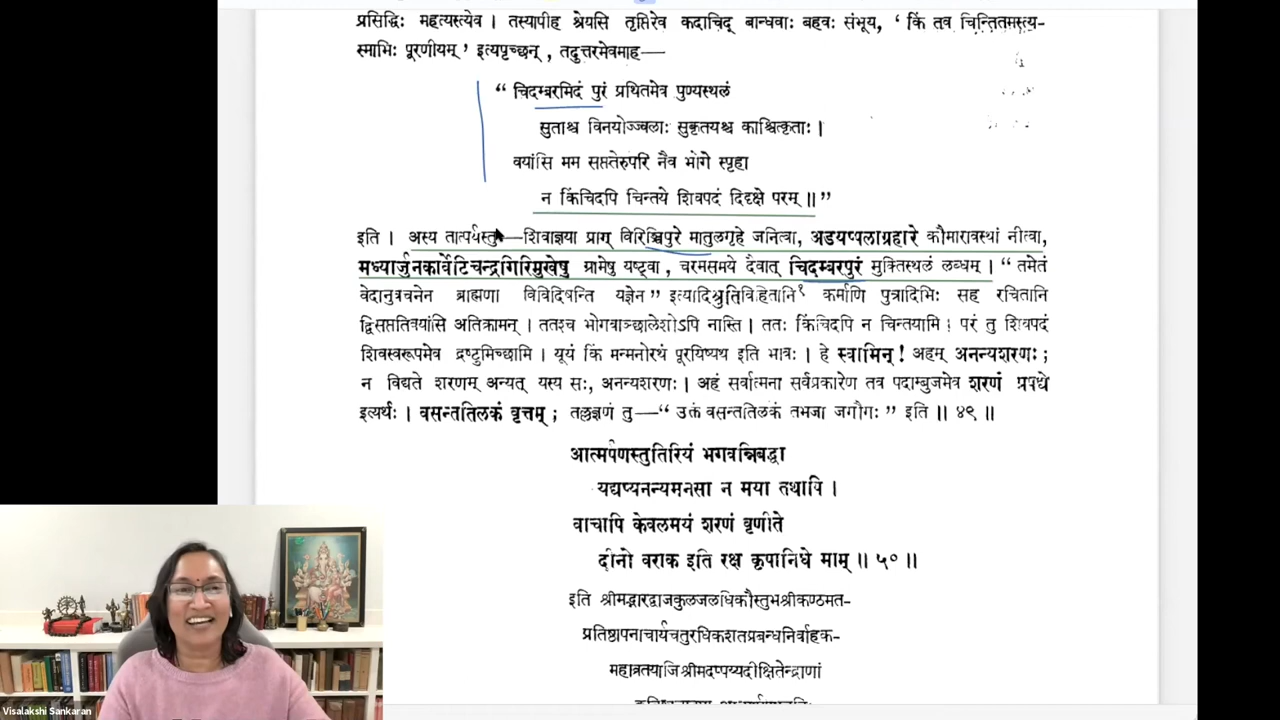 प्रसिद्धिः महत्यस्त्येव । तस्यापीह श्रेयसि तृप्तिरेव कदाचिद् बान्धवाः बहवः संभूय, ‘ किं तव चिन्तितमस्त्य-
स्माभिः पूरणीयम् ’ इत्यपृच्छन् , तदुत्तरमेवमाह—
“ चिदम्बरमिदं पुरं प्रथितमेव पुण्यस्थलं
सुताश्च विनयोज्ज्वलाः सुकृतयश्च काश्चित्कृताः ।
वयांसि मम सप्ततेरुपरि नैव भोगे स्पृहा
न किंचिदपि चिन्तये शिवपदं दिदृक्षे परम् ॥ ”
इति । अस्य तात्पर्यस्तु—शिवाज्ञया प्राग् विरिञ्चिपुरे मातुलगृहे जनित्वा, अडयप्पलाग्रहारे कौमारावस्थां नीत्वा,
मध्यार्जुनकार्वेटिचन्द्रगिरिमुखेषु ग्रामेषु यष्ट्वा , चरमसमये दैवात् चिदम्बरपुरं मुक्तिस्थलं लब्धम् । “ तमेतं
वेदानुवचनेन ब्राह्मणा विविदिषन्ति यज्ञेन ” इत्यादिश्रुतिविहितानि१ कर्माणि पुत्रादिभिः सह रचितानि
द्विसप्ततिवयांसि अतिक्रामन् । ततश्च भोगवाञ्छालेशोऽपि नास्ति । ततः किंचिदपि न चिन्तयामि ; परं तु शिवपदं
शिवस्वरूपमेव द्रष्टुमिच्छामि । यूयं किं मन्मनोरथं पूरयिष्यथ इति भावः । हे स्वामिन् ! अहम् अनन्यशरणः ;
न विद्यते शरणम् अन्यत् यस्य सः, अनन्यशरणः । अहं सर्वात्मना सर्वप्रकारेण तव पदाम्बुजमेव शरणं प्रपद्ये
इत्यर्थः । वसन्ततिलकं वृत्तम् ; तल्लक्षणं तु—“ उक्तं वसन्ततिलकं तभजा जगौगः ” इति ॥ ४९ ॥
आत्मार्पणस्तुतिरियं भगवन्निबद्धा
यद्यप्यनन्यमनसा न मया तथापि ।
वाचापि केवलमयं शरणं वृणीते
दीनो वराक इति रक्ष कृपानिधे माम् ॥ ५० ॥
इति श्रीमद्भारद्वाजकुलजलधिकौस्तुभश्रीकण्ठमत-
प्रतिष्ठापनाचार्यचतुरधिकशतप्रबन्धनिर्वाहक-
महाव्रतयाजिश्रीमदप्पय्यदीक्षितेन्द्राणां
Visalakshi Sankaran